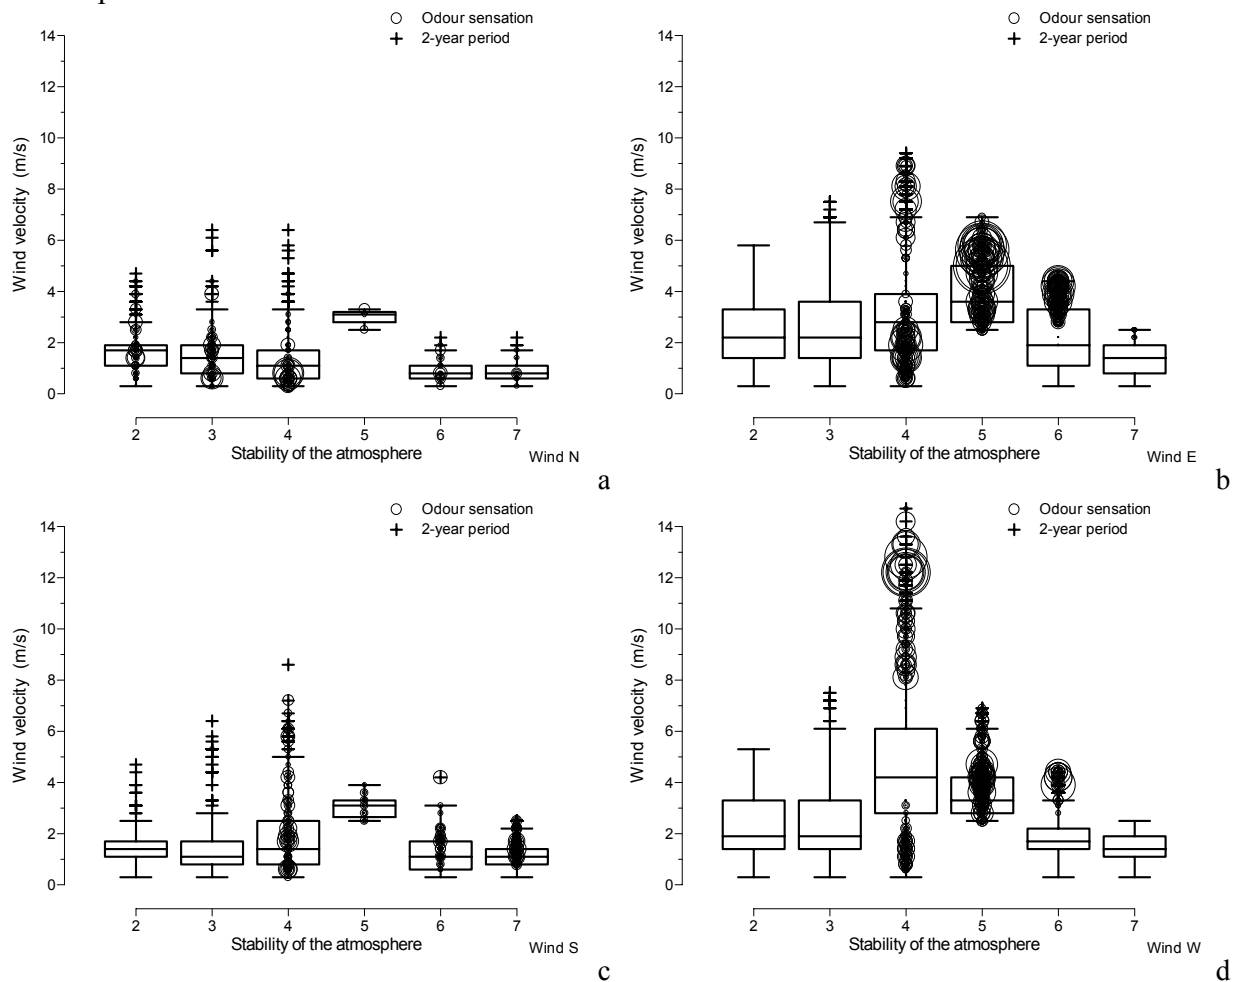 Odour sensation
2-year period
14
12
10
8
6
4
2
0
Wind velocity (m/s)
2 3 4 5 6 7
Stability of the atmosphere
Wind N
a
Odour sensation
2-year period
14
12
10
8
6
4
2
0
Wind velocity (m/s)
2 3 4 5 6 7
Stability of the atmosphere
Wind E
b
Odour sensation
2-year period
14
12
10
8
6
4
2
0
Wind velocity (m/s)
2 3 4 5 6 7
Stability of the atmosphere
Wind S
c
Odour sensation
2-year period
14
12
10
8
6
4
2
0
Wind velocity (m/s)
2 3 4 5 6 7
Stability of the atmosphere
Wind W
d